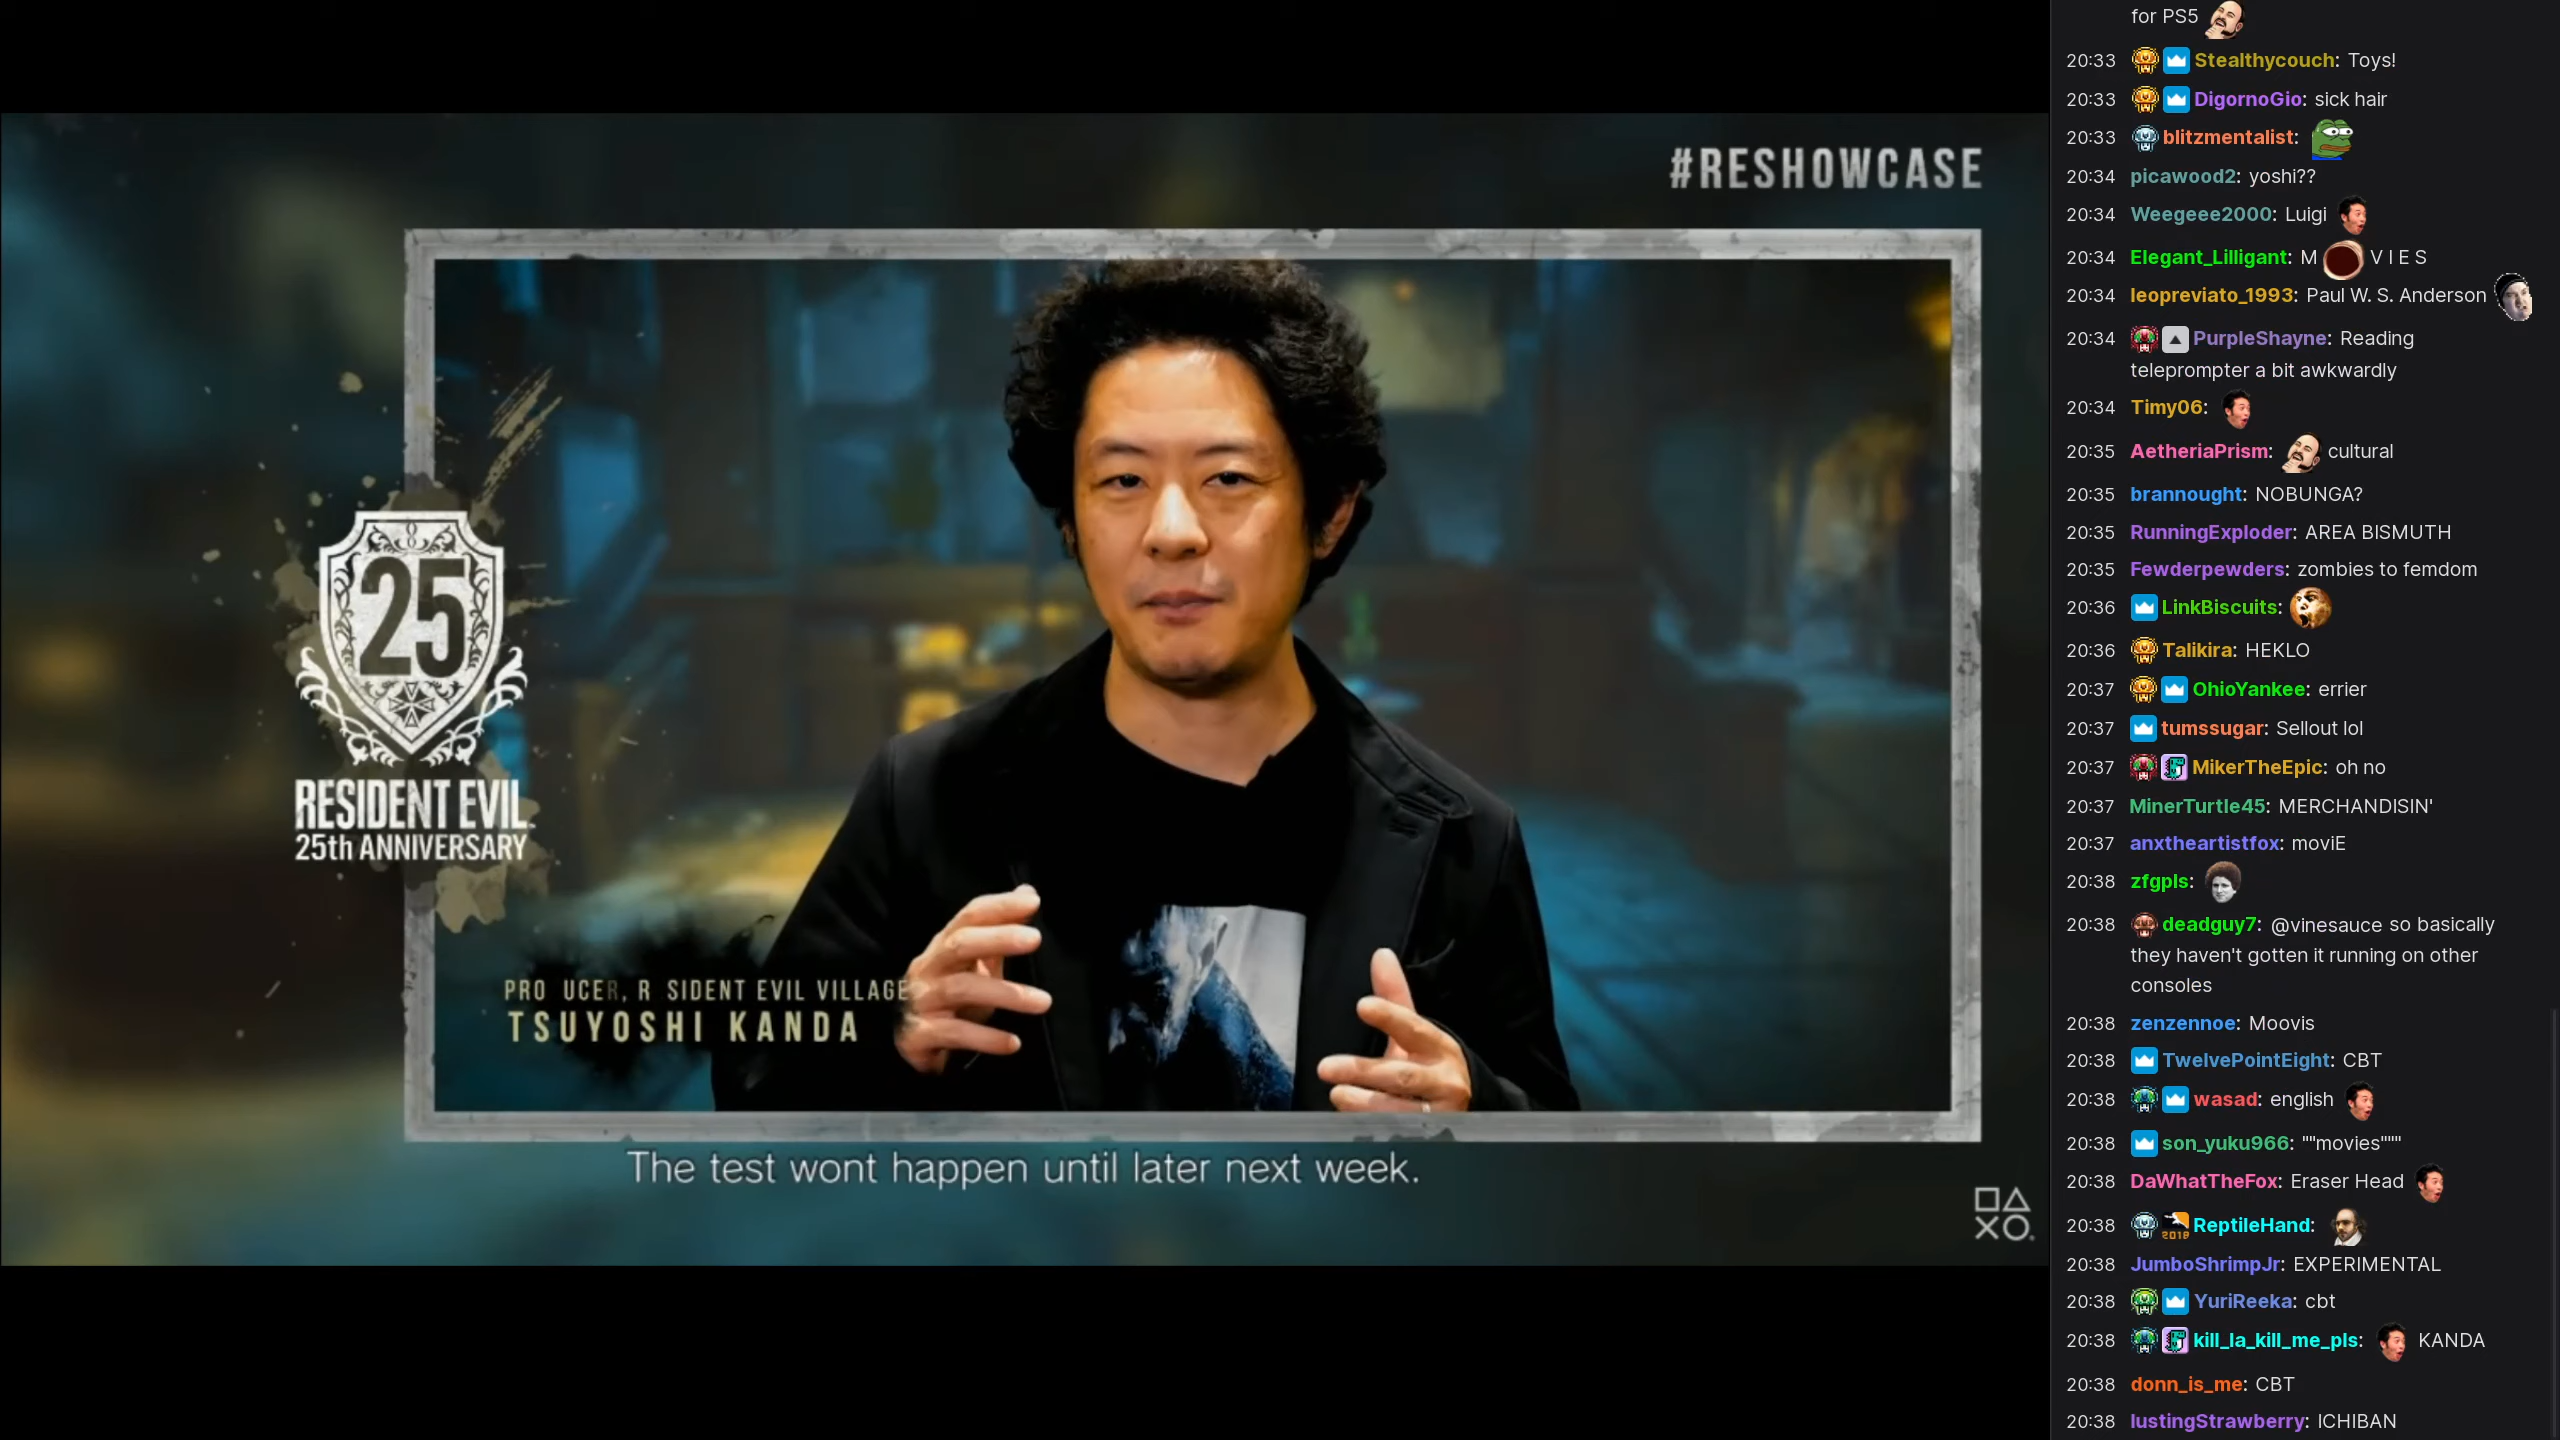 #RESHOWCASE
25
RESIDENT EVIL
25th ANNIVERSARY
PRO UCER, R SIDENT EVIL VILLAGE
TSUYOSHI KANDA
The test wont happen until later next week.
for PS5
20:33 Stealthycouch: Toys!
20:33 DigornoGio: sick hair
20:33 blitzmentalist:
20:34 picawood2: yoshi??
20:34 Weegeee2000: Luigi
20:34 Elegant_Lilligant: M V I E S
20:34 leopreviato_1993: Paul W. S. Anderson
20:34 PurpleShayne: Reading
teleprompter a bit awkwardly
20:34 Timy06:
20:35 AetheriaPrism: cultural
20:35 brannought: NOBUNGA?
20:35 RunningExploder: AREA BISMUTH
20:35 Fewderpewders: zombies to femdom
20:36 LinkBiscuits:
20:36 Talikira: HEKLO
20:37 OhioYankee: errier
20:37 tumssugar: Sellout lol
20:37 MikerTheEpic: oh no
20:37 MinerTurtle45: MERCHANDISIN'
20:37 anxtheartistfox: moviE
20:38 zfgpls:
20:38 deadguy7: @vinesauce so basically
they haven't gotten it running on other
consoles
20:38 zenzennoe: Moovis
20:38 TwelvePointEight: CBT
20:38 wasad: english
20:38 son_yuku966: ""movies"""
20:38 DaWhatTheFox: Eraser Head
20:38 2018 ReptileHand:
20:38 JumboShrimpJr: EXPERIMENTAL
20:38 YuriReeka: cbt
20:38 kill_la_kill_me_pls: KANDA
20:38 donn_is_me: CBT
20:38 lustingStrawberry: ICHIBAN